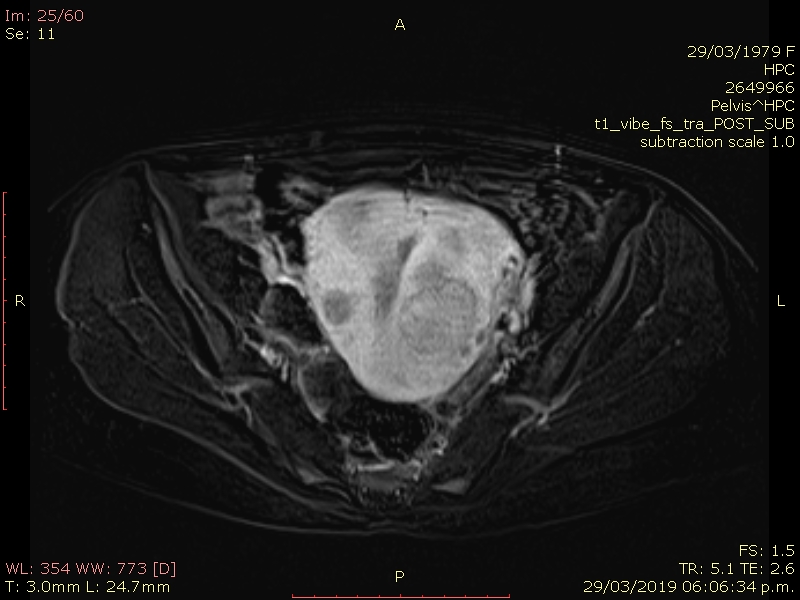 Im: 25/60
Se: 11
A
29/03/1979 F
HPC
2649966
Pelvis^HPC
t1_vibe_fs_tra_POST_SUB
subtraction scale 1.0
R
L
WL: 354 WW: 773 [D]
T: 3.0mm L: 24.7mm
P
FS: 1.5
TR: 5.1 TE: 2.6
29/03/2019 06:06:34 p.m.